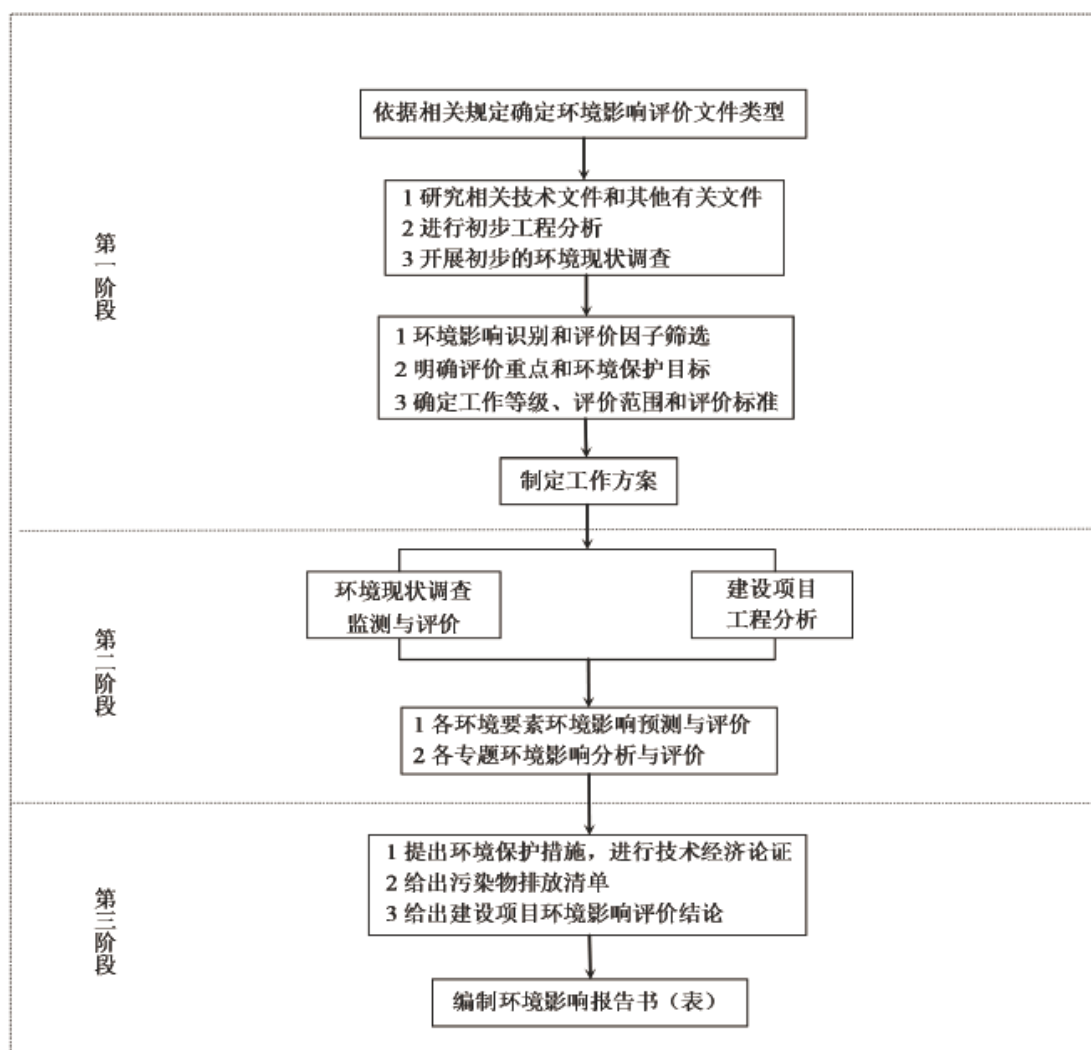 依据相关规定确定环境影响评价文件类型
第一阶段
1 研究相关技术文件和其他有关文件
2 进行初步工程分析
3 开展初步的环境现状调查
1 环境影响识别和评价因子筛选
2 明确评价重点和环境保护目标
3 确定工作等级、评价范围和评价标准
制定工作方案
第二阶段
环境现状调查
监测与评价
建设项目
工程分析
1 各环境要素环境影响预测与评价
2 各专题环境影响分析与评价
第三阶段
1 提出环境保护措施，进行技术经济论证
2 给出污染物排放清单
3 给出建设项目环境影响评价结论
编制环境影响报告书（表）